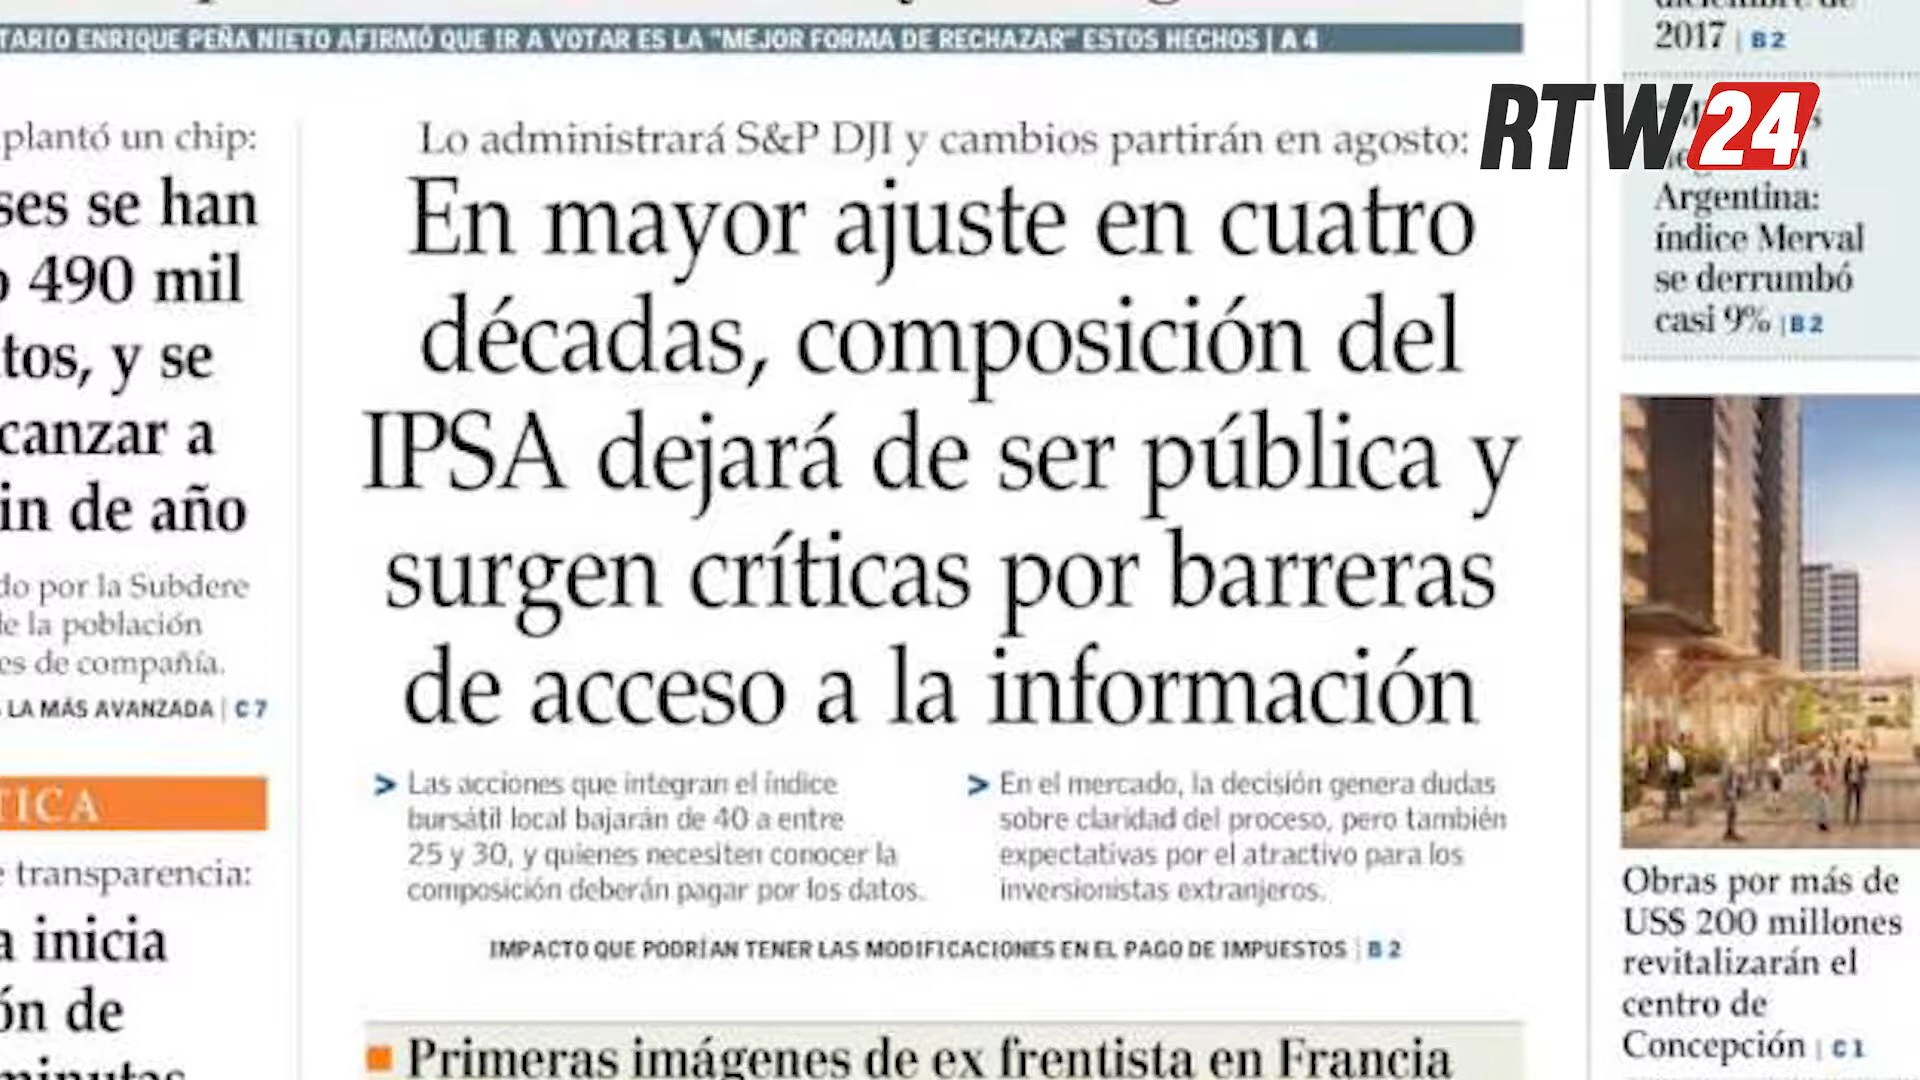 TARIO ENRIQUE PEÑA NIETO AFIRMÓ QUE IR A VOTAR ES LA "MEJOR FORMA DE RECHAZAR" ESTOS HECHOS | A 4
plantó un chip:
ses se han
490 mil
tos, y se
canzar a
in de año
do por la Subdere
de la población
es de compañía.
LA MÁS AVANZADA | C 7
TICA
transparencia:
a inicia
ón de
minutas
Lo administrará S&P DJI y cambios partirán en agosto:
En mayor ajuste en cuatro
décadas, composición del
IPSA dejará de ser pública y
surgen críticas por barreras
de acceso a la información
> Las acciones que integran el índice
bursátil local bajarán de 40 a entre
25 y 30, y quienes necesiten conocer la
composición deberán pagar por los datos.
> En el mercado, la decisión genera dudas
sobre claridad del proceso, pero también
expectativas por el atractivo para los
inversionistas extranjeros.
IMPACTO QUE PODRÍAN TENER LAS MODIFICACIONES EN EL PAGO DE IMPUESTOS | B 2
Primeras imágenes de ex frentista en Francia
diciembre de
2017 | B 2
RTW24
Argentina:
índice Merval
se derrumbó
casi 9% | B 2
Obras por más de
US$ 200 millones
revitalizarán el
centro de
Concepción | C 1